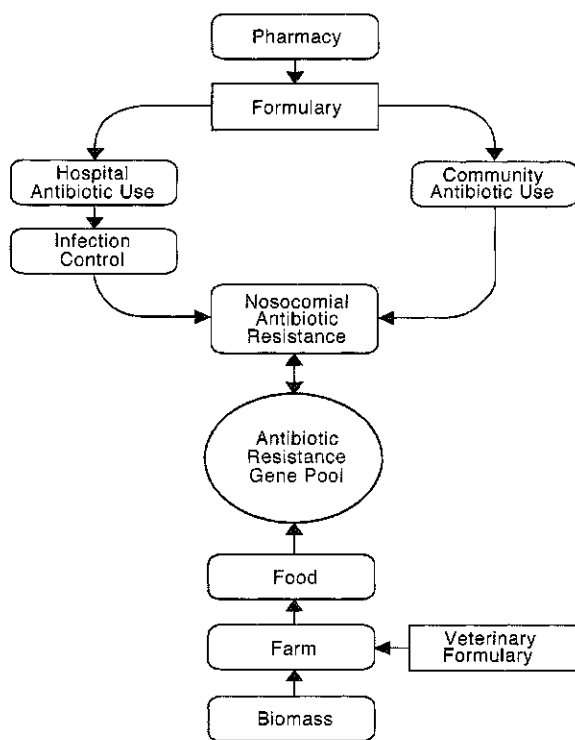 Pharmacy
Formulary
Hospital
Antibiotic Use
Community
Antibiotic Use
Infection
Control
Nosocomial
Antibiotic
Resistance
Antibiotic
Resistance
Gene Pool
Food
Farm
Veterinary
Formulary
Biomass